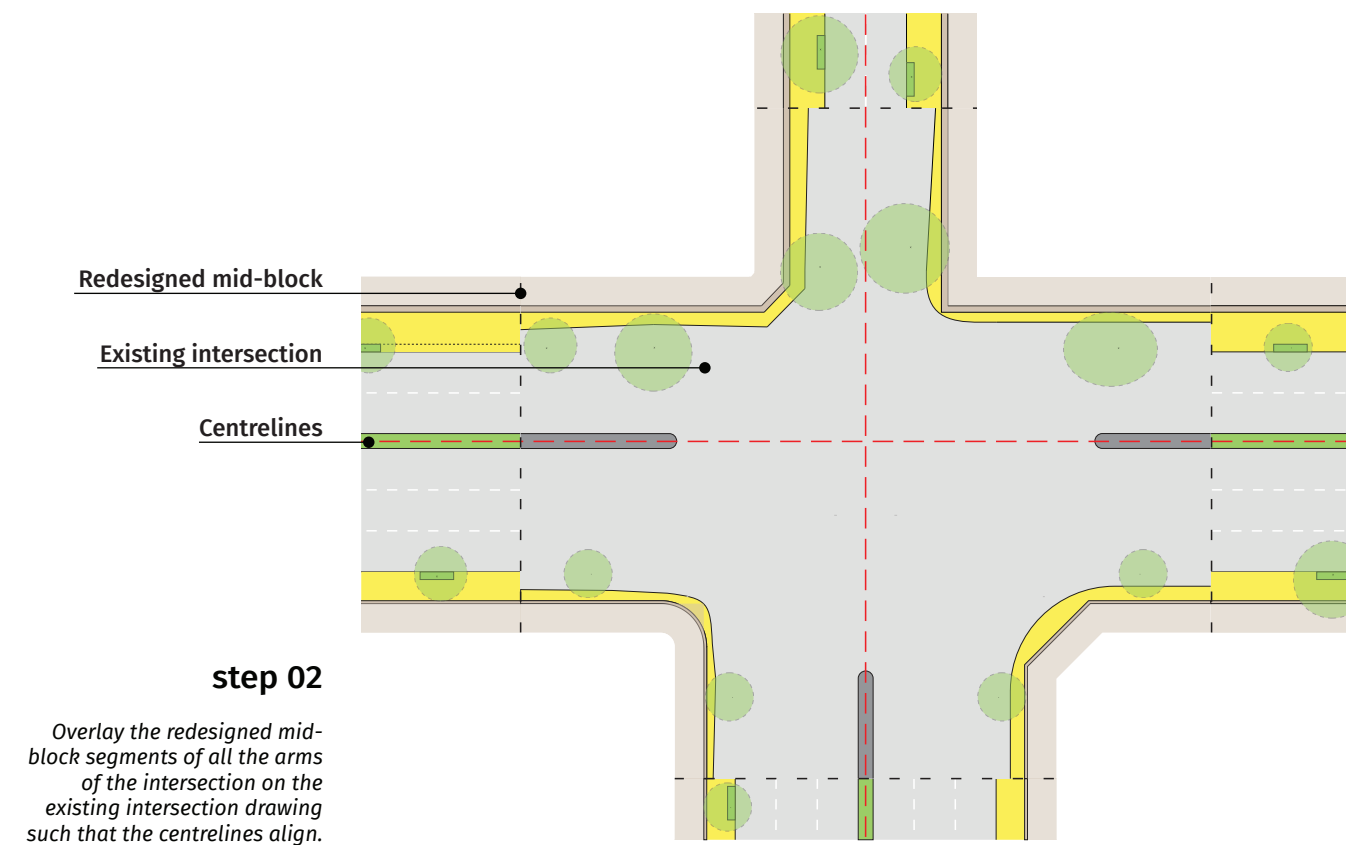 Redesigned mid-block
Existing intersection
Centrelines
step 02
Overlay the redesigned mid-
block segments of all the arms
of the intersection on the
existing intersection drawing
such that the centrelines align.